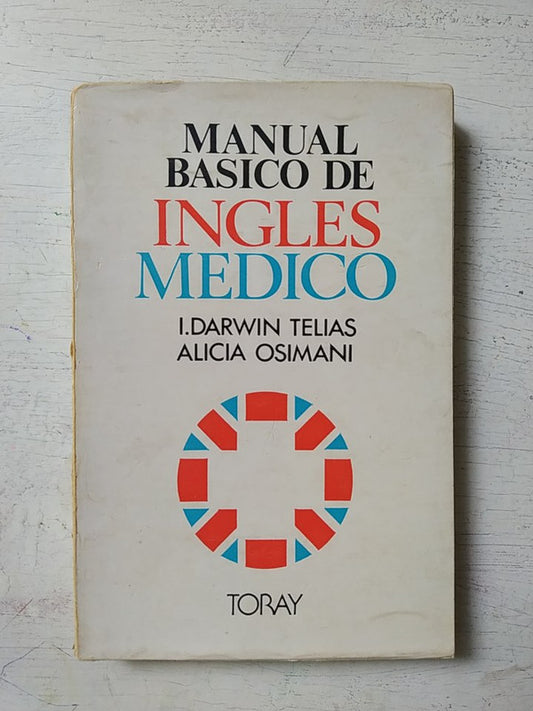 MANUAL
BASICO DE
INGLES
MEDICO
I.DARWIN TELIAS
ALICIA OSIMANI
TORAY